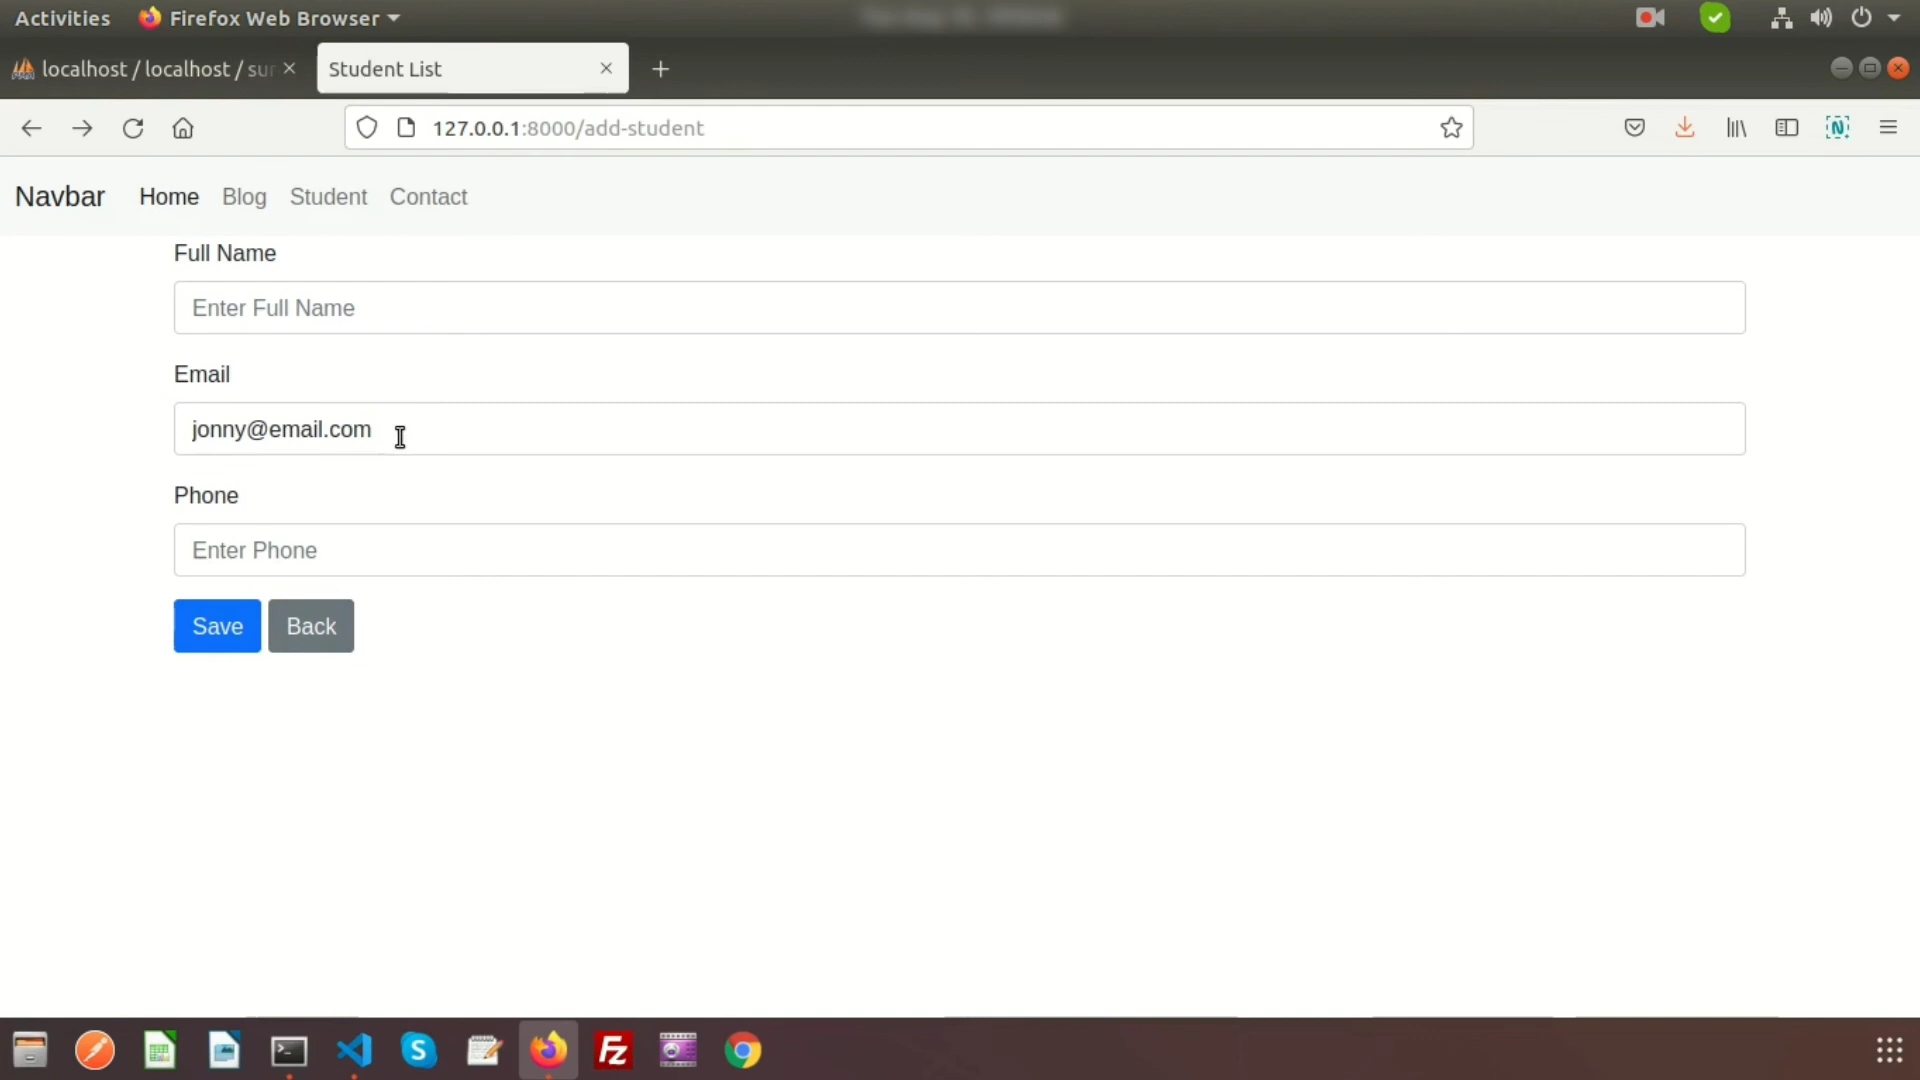 Activities Firefox Web Browser
localhost / localhost / sur Student List
127.0.0.1:8000/add-student
Navbar Home Blog Student Contact
Full Name
Enter Full Name
Email
jonny@email.com
Phone
Enter Phone
Save Back